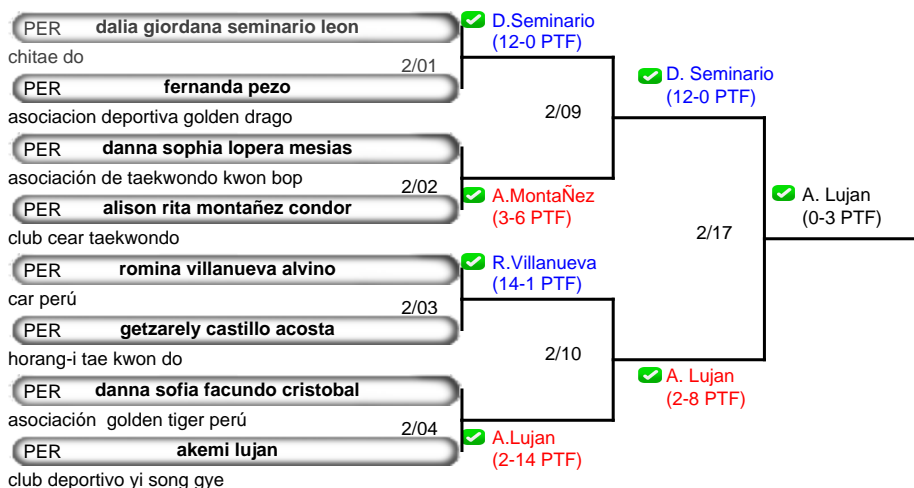 PER dalia giordana seminario leon
chitae do
2/01
PER fernanda pezo
asociacion deportiva golden drago
PER danna sophia lopera mesias
asociación de taekwondo kwon bop
2/02
PER alison rita montañez condor
club cear taekwondo
PER romina villanueva alvino
car perú
2/03
PER getzarely castillo acosta
horang-i tae kwon do
PER danna sofia facundo cristobal
asociación  golden tiger perú
2/04
PER akemi lujan
club deportivo yi song gye
D.Seminario
(12-0 PTF)
2/09
A.MontaÑez
(3-6 PTF)
R.Villanueva
(14-1 PTF)
2/10
A.Lujan
(2-14 PTF)
D. Seminario
(12-0 PTF)
2/17
A. Lujan
(2-8 PTF)
A. Lujan
(0-3 PTF)